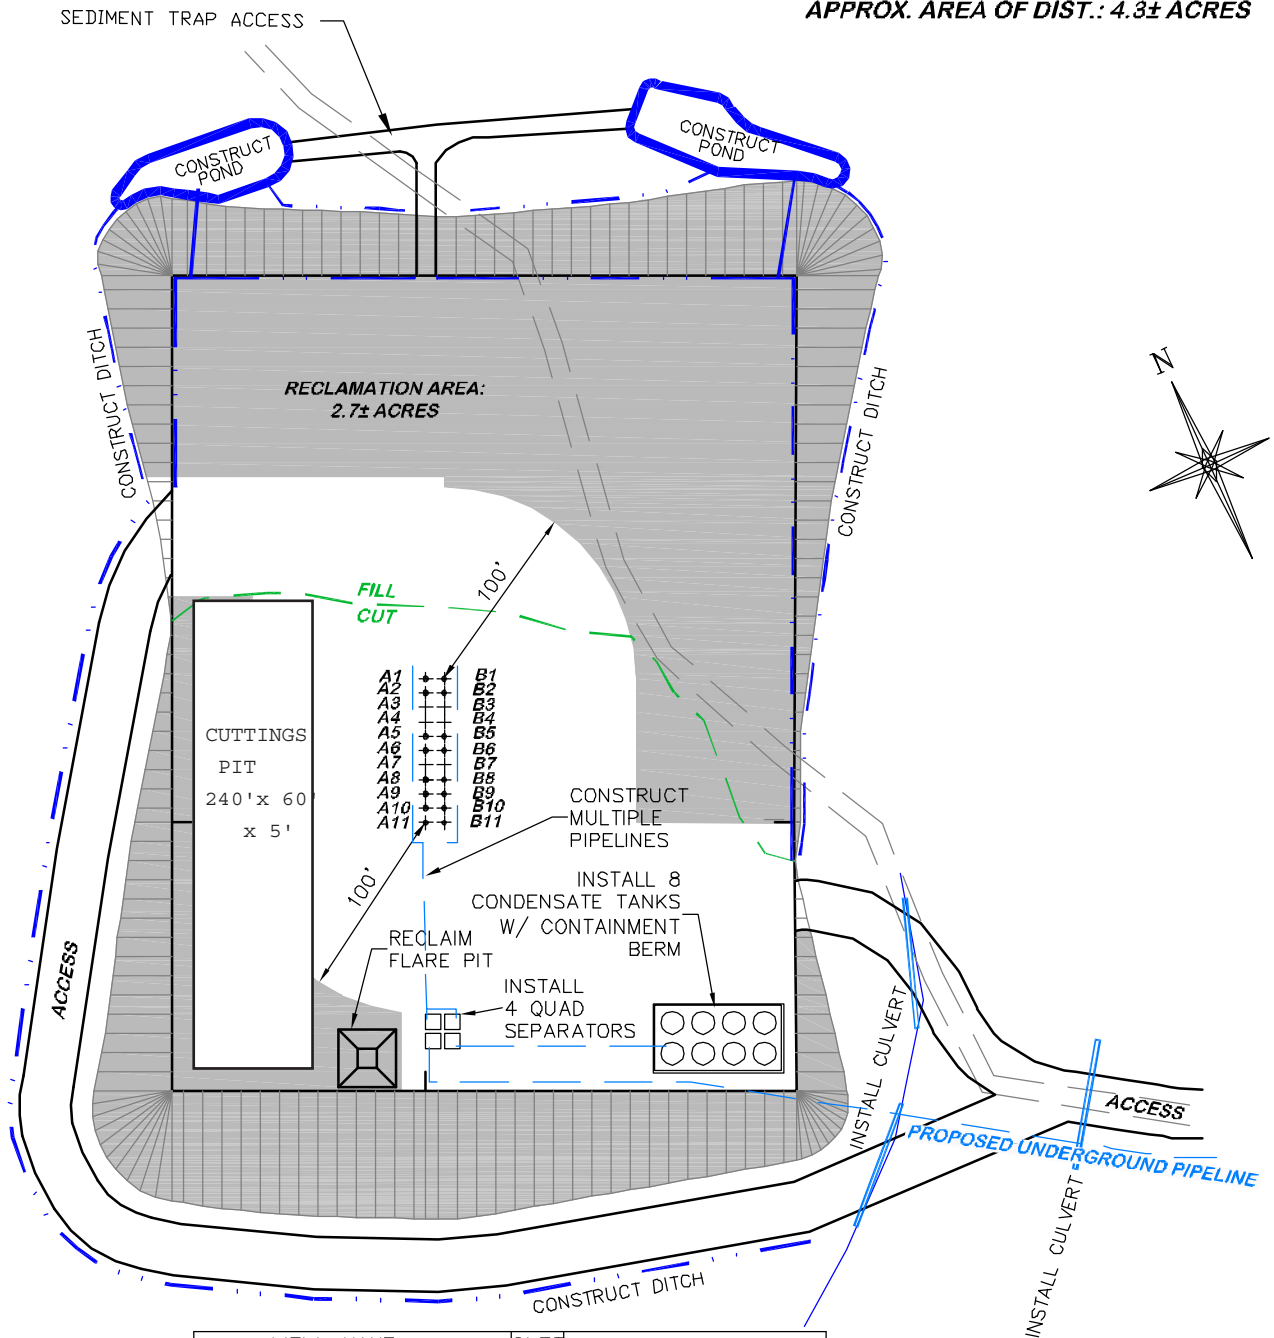 SEDIMENT TRAP ACCESS
APPROX. AREA OF DIST.: 4.3± ACRES
CONSTRUCT
POND
CONSTRUCT
POND
N
CONSTRUCT DITCH
CONSTRUCT DITCH
RECLAMATION AREA:
2.7± ACRES
100'
FILL
CUT
A1 B1
A2 B2
A3 B3
A4 B4
A5 B5
A6 B6
A7 B7
A8 B8
A9 B9
A10 B10
A11 B11
CUTTINGS
PIT
240'x 60'
x 5'
CONSTRUCT
MULTIPLE
PIPELINES
100'
INSTALL 8
CONDENSATE TANKS
W/ CONTAINMENT
BERM
RECLAIM
FLARE PIT
INSTALL
4 QUAD
SEPARATORS
ACCESS
INSTALL CULVERT
ACCESS
PROPOSED UNDERGROUND PIPELINE
INSTALL CULVERT
CONSTRUCT DITCH